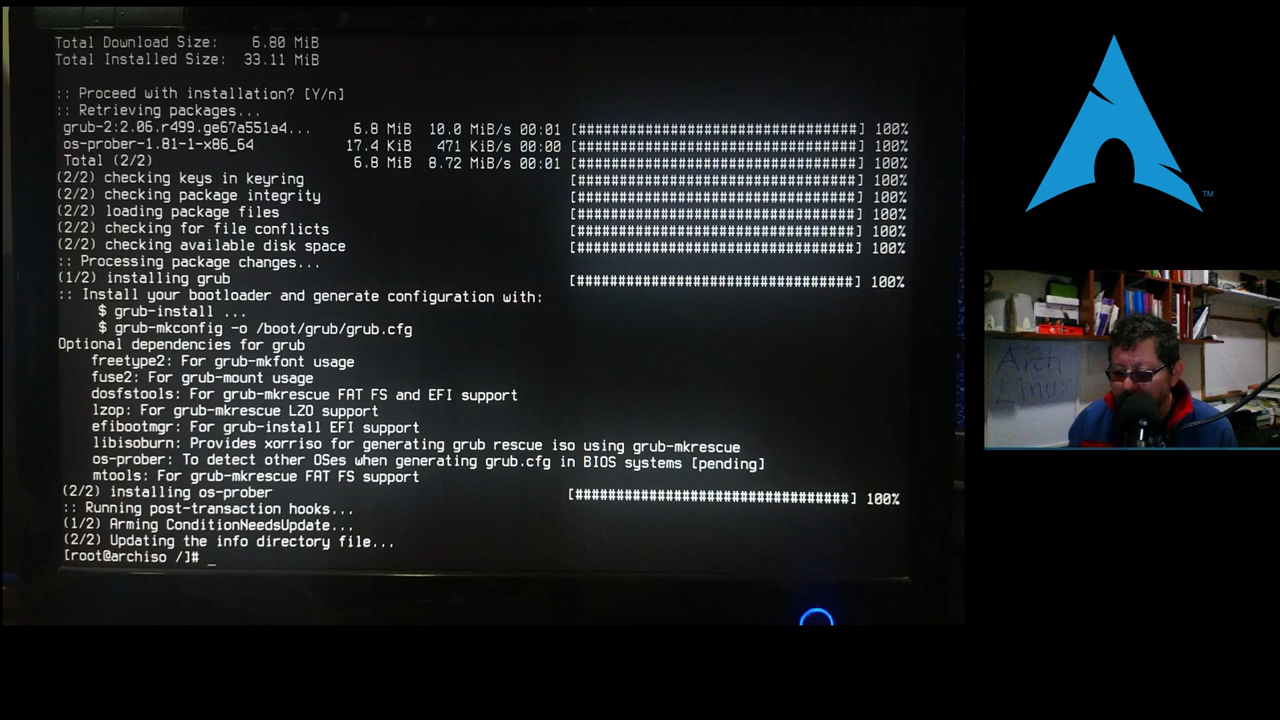 Total Download Size:    6.80 MiB
Total Installed Size:  33.11 MiB
:: Proceed with installation? [Y/n]
:: Retrieving packages...
grub-2:2.06.r499.ge67a551a4...     6.8 MiB  10.0 MiB/s 00:01 [##################################] 100%
os-prober-1.81-1-x86_64           17.4 KiB   471 KiB/s 00:00 [##################################] 100%
Total (2/2)                        6.8 MiB  8.72 MiB/s 00:01 [##################################] 100%
(2/2) checking keys in keyring                               [##################################] 100%
(2/2) checking package integrity                             [##################################] 100%
(2/2) loading package files                                  [##################################] 100%
(2/2) checking for file conflicts                            [##################################] 100%
(2/2) checking available disk space                          [##################################] 100%
:: Processing package changes...
(1/2) installing grub                                        [##################################] 100%
:: Install your bootloader and generate configuration with:
$ grub-install ...
$ grub-mkconfig -o /boot/grub/grub.cfg
Optional dependencies for grub
freetype2: For grub-mkfont usage
fuse2: For grub-mount usage
dosfstools: For grub-mkrescue FAT FS and EFI support
lzop: For grub-mkrescue LZO support
efibootmgr: For grub-install EFI support
libisoburn: Provides xorriso for generating grub rescue iso using grub-mkrescue
os-prober: To detect other OSes when generating grub.cfg in BIOS systems [pending]
mtools: For grub-mkrescue FAT FS support
(2/2) installing os-prober                                   [##################################] 100%
:: Running post-transaction hooks...
(1/2) Arming ConditionNeedsUpdate...
(2/2) Updating the info directory file...
[root@archiso /]# _
TM
Arch
Linux